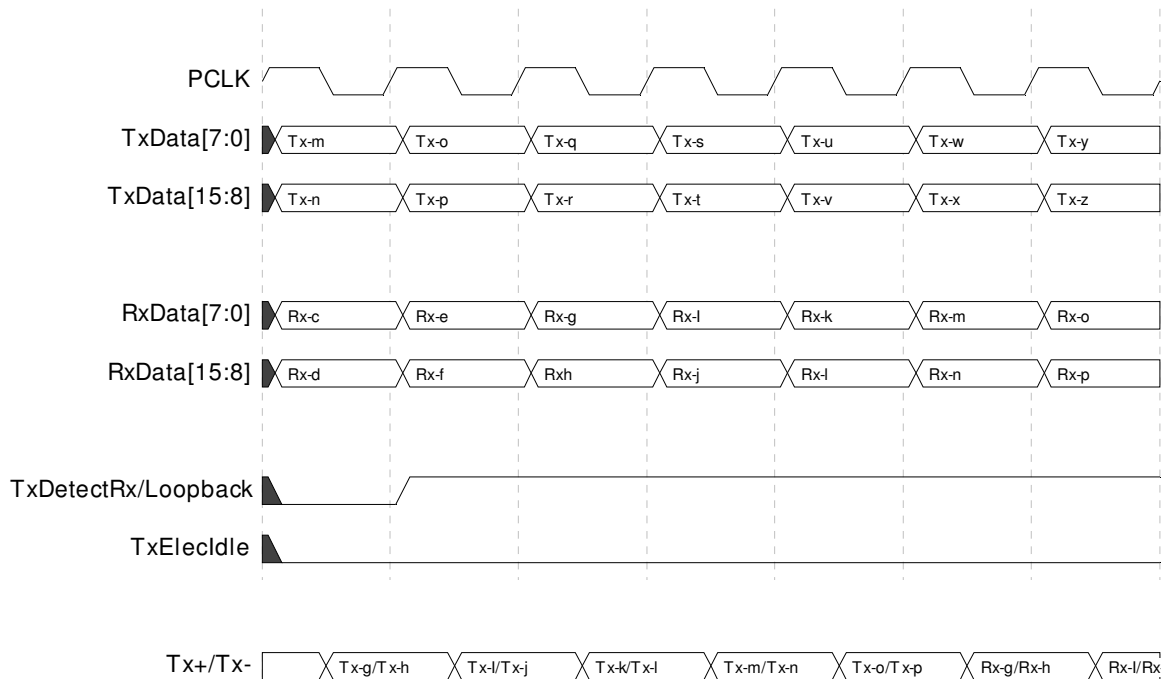 PCLK
TxData[7:0] Tx-m Tx-o Tx-q Tx-s Tx-u Tx-w Tx-y
TxData[15:8] Tx-n Tx-p Tx-r Tx-t Tx-v Tx-x Tx-z
RxData[7:0] Rx-c Rx-e Rx-g Rx-I Rx-k Rx-m Rx-o
RxData[15:8] Rx-d Rx-f Rxh Rx-j Rx-l Rx-n Rx-p
TxDetectRx/Loopback
TxElecIdle
Tx+/Tx- Tx-g/Tx-h Tx-I/Tx-j Tx-k/Tx-l Tx-m/Tx-n Tx-o/Tx-p Rx-g/Rx-h Rx-I/Rx